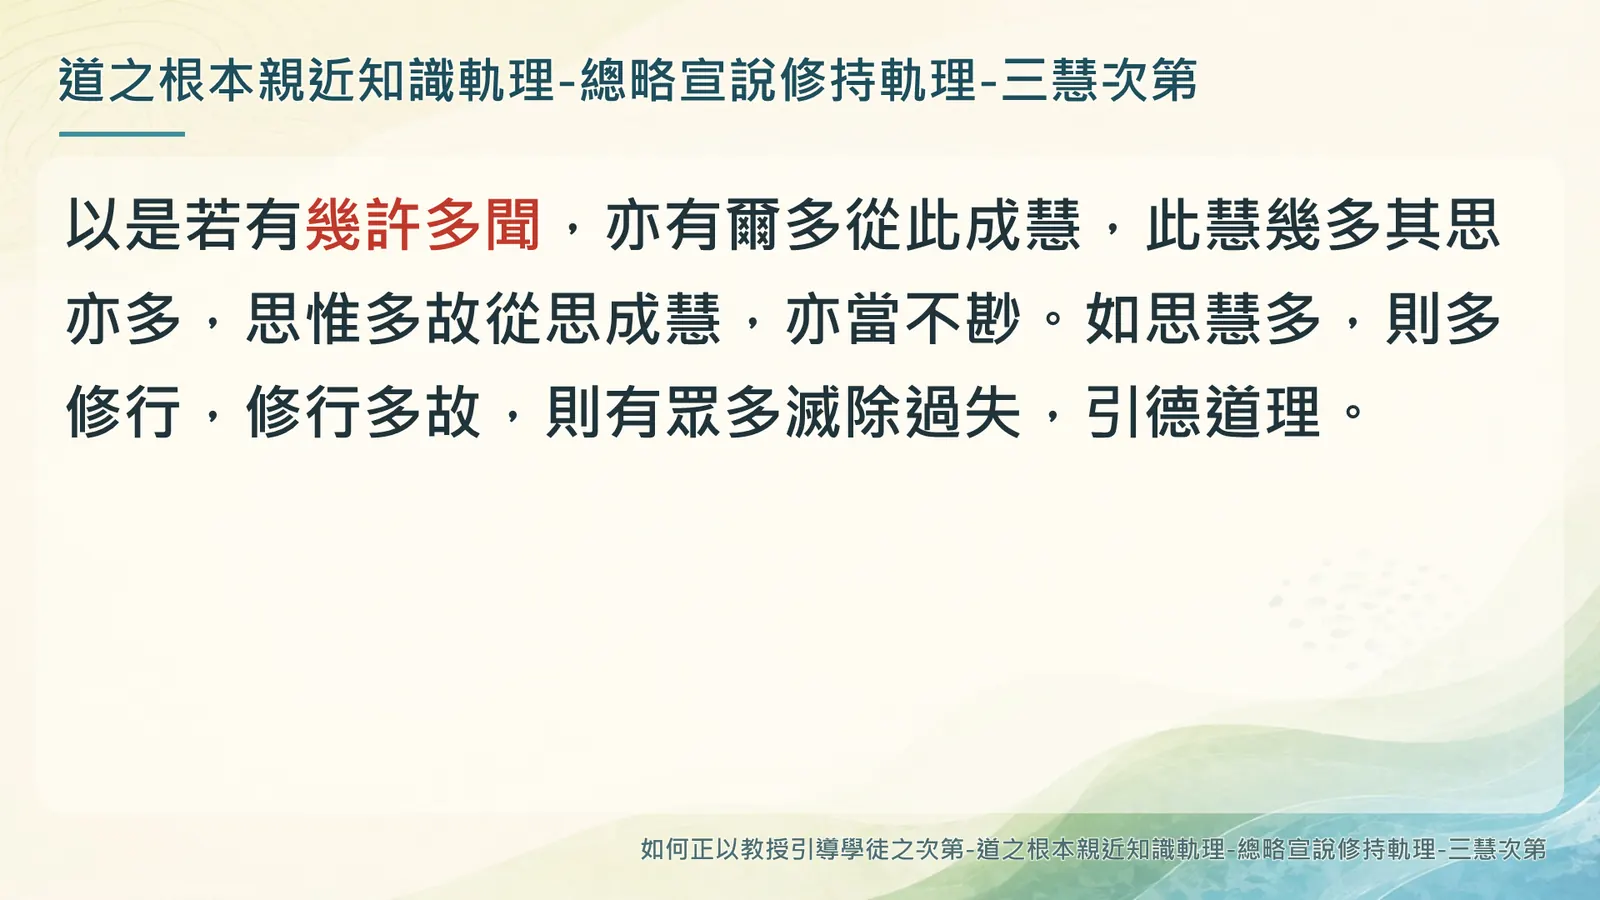 道之根本親近知識軌理-總略宣說修持軌理-三慧次第
以是若有幾許多聞，亦有爾多從此成慧，此慧幾多其思
亦多，思惟多故從思成慧，亦當不尠。如思慧多，則多
修行，修行多故，則有眾多滅除過失，引德道理。
如何正以教授引導學徒之次第-道之根本親近知識軌理-總略宣說修持軌理-三慧次第